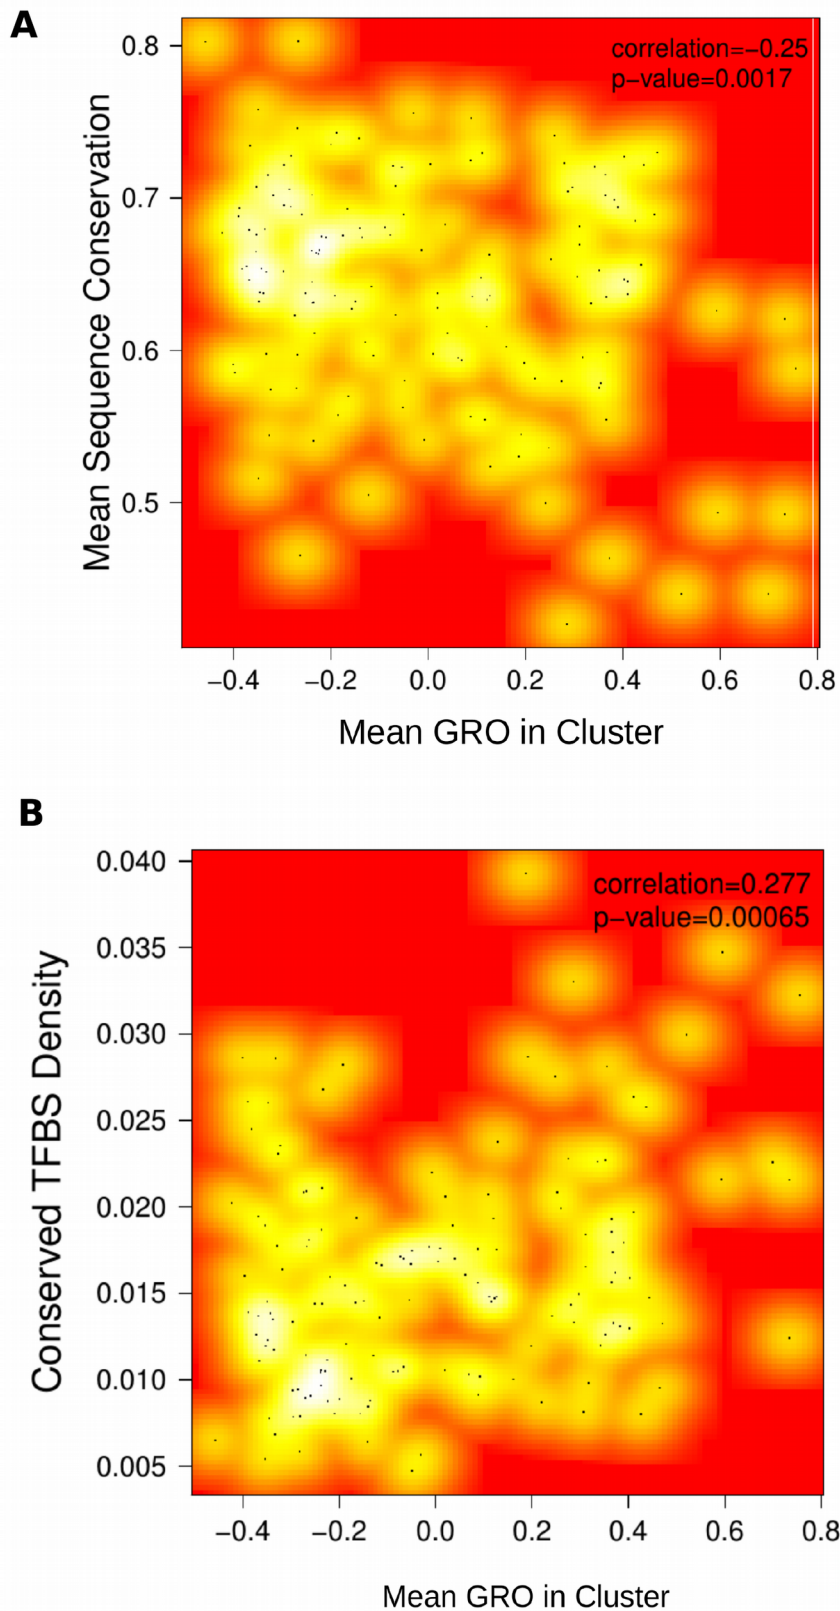 A
correlation=−0.25
p−value=0.0017
Mean Sequence Conservation
0.8
0.7
0.6
0.5
−0.4 −0.2 0.0 0.2 0.4 0.6 0.8
Mean GRO in Cluster
B
correlation=0.277
p−value=0.00065
Conserved TFBS Density
0.040
0.035
0.030
0.025
0.020
0.015
0.010
0.005
−0.4 −0.2 0.0 0.2 0.4 0.6 0.8
Mean GRO in Cluster